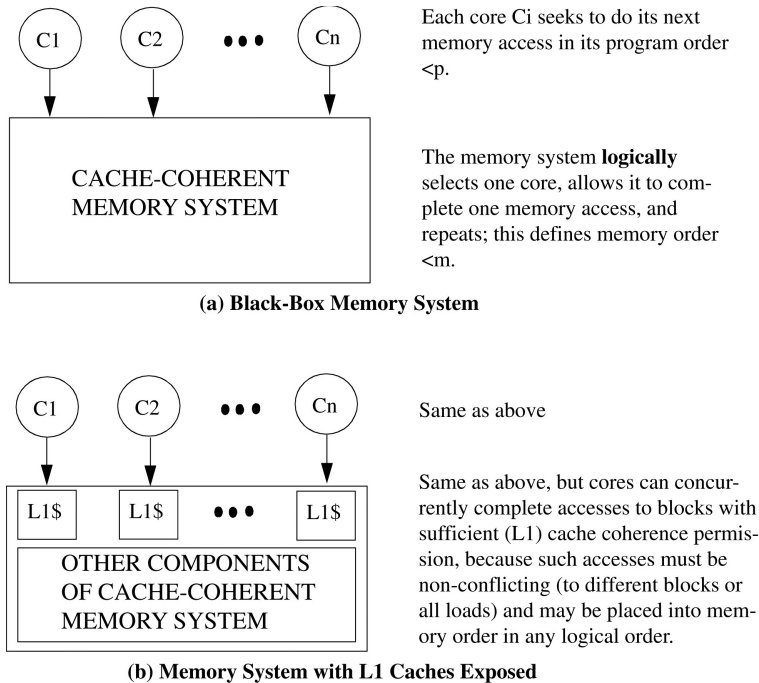 C1 C2 Cn
Each core Ci seeks to do its next
memory access in its program order
<p.
CACHE-COHERENT
MEMORY SYSTEM
The memory system logically
selects one core, allows it to com-
plete one memory access, and
repeats; this defines memory order
<m.
(a) Black-Box Memory System
C1 C2 Cn
Same as above
L1$ L1$ L1$
OTHER COMPONENTS
OF CACHE-COHERENT
MEMORY SYSTEM
Same as above, but cores can concur-
rently complete accesses to blocks with
sufficient (L1) cache coherence permis-
sion, because such accesses must be
non-conflicting (to different blocks or
all loads) and may be placed into mem-
ory order in any logical order.
(b) Memory System with L1 Caches Exposed